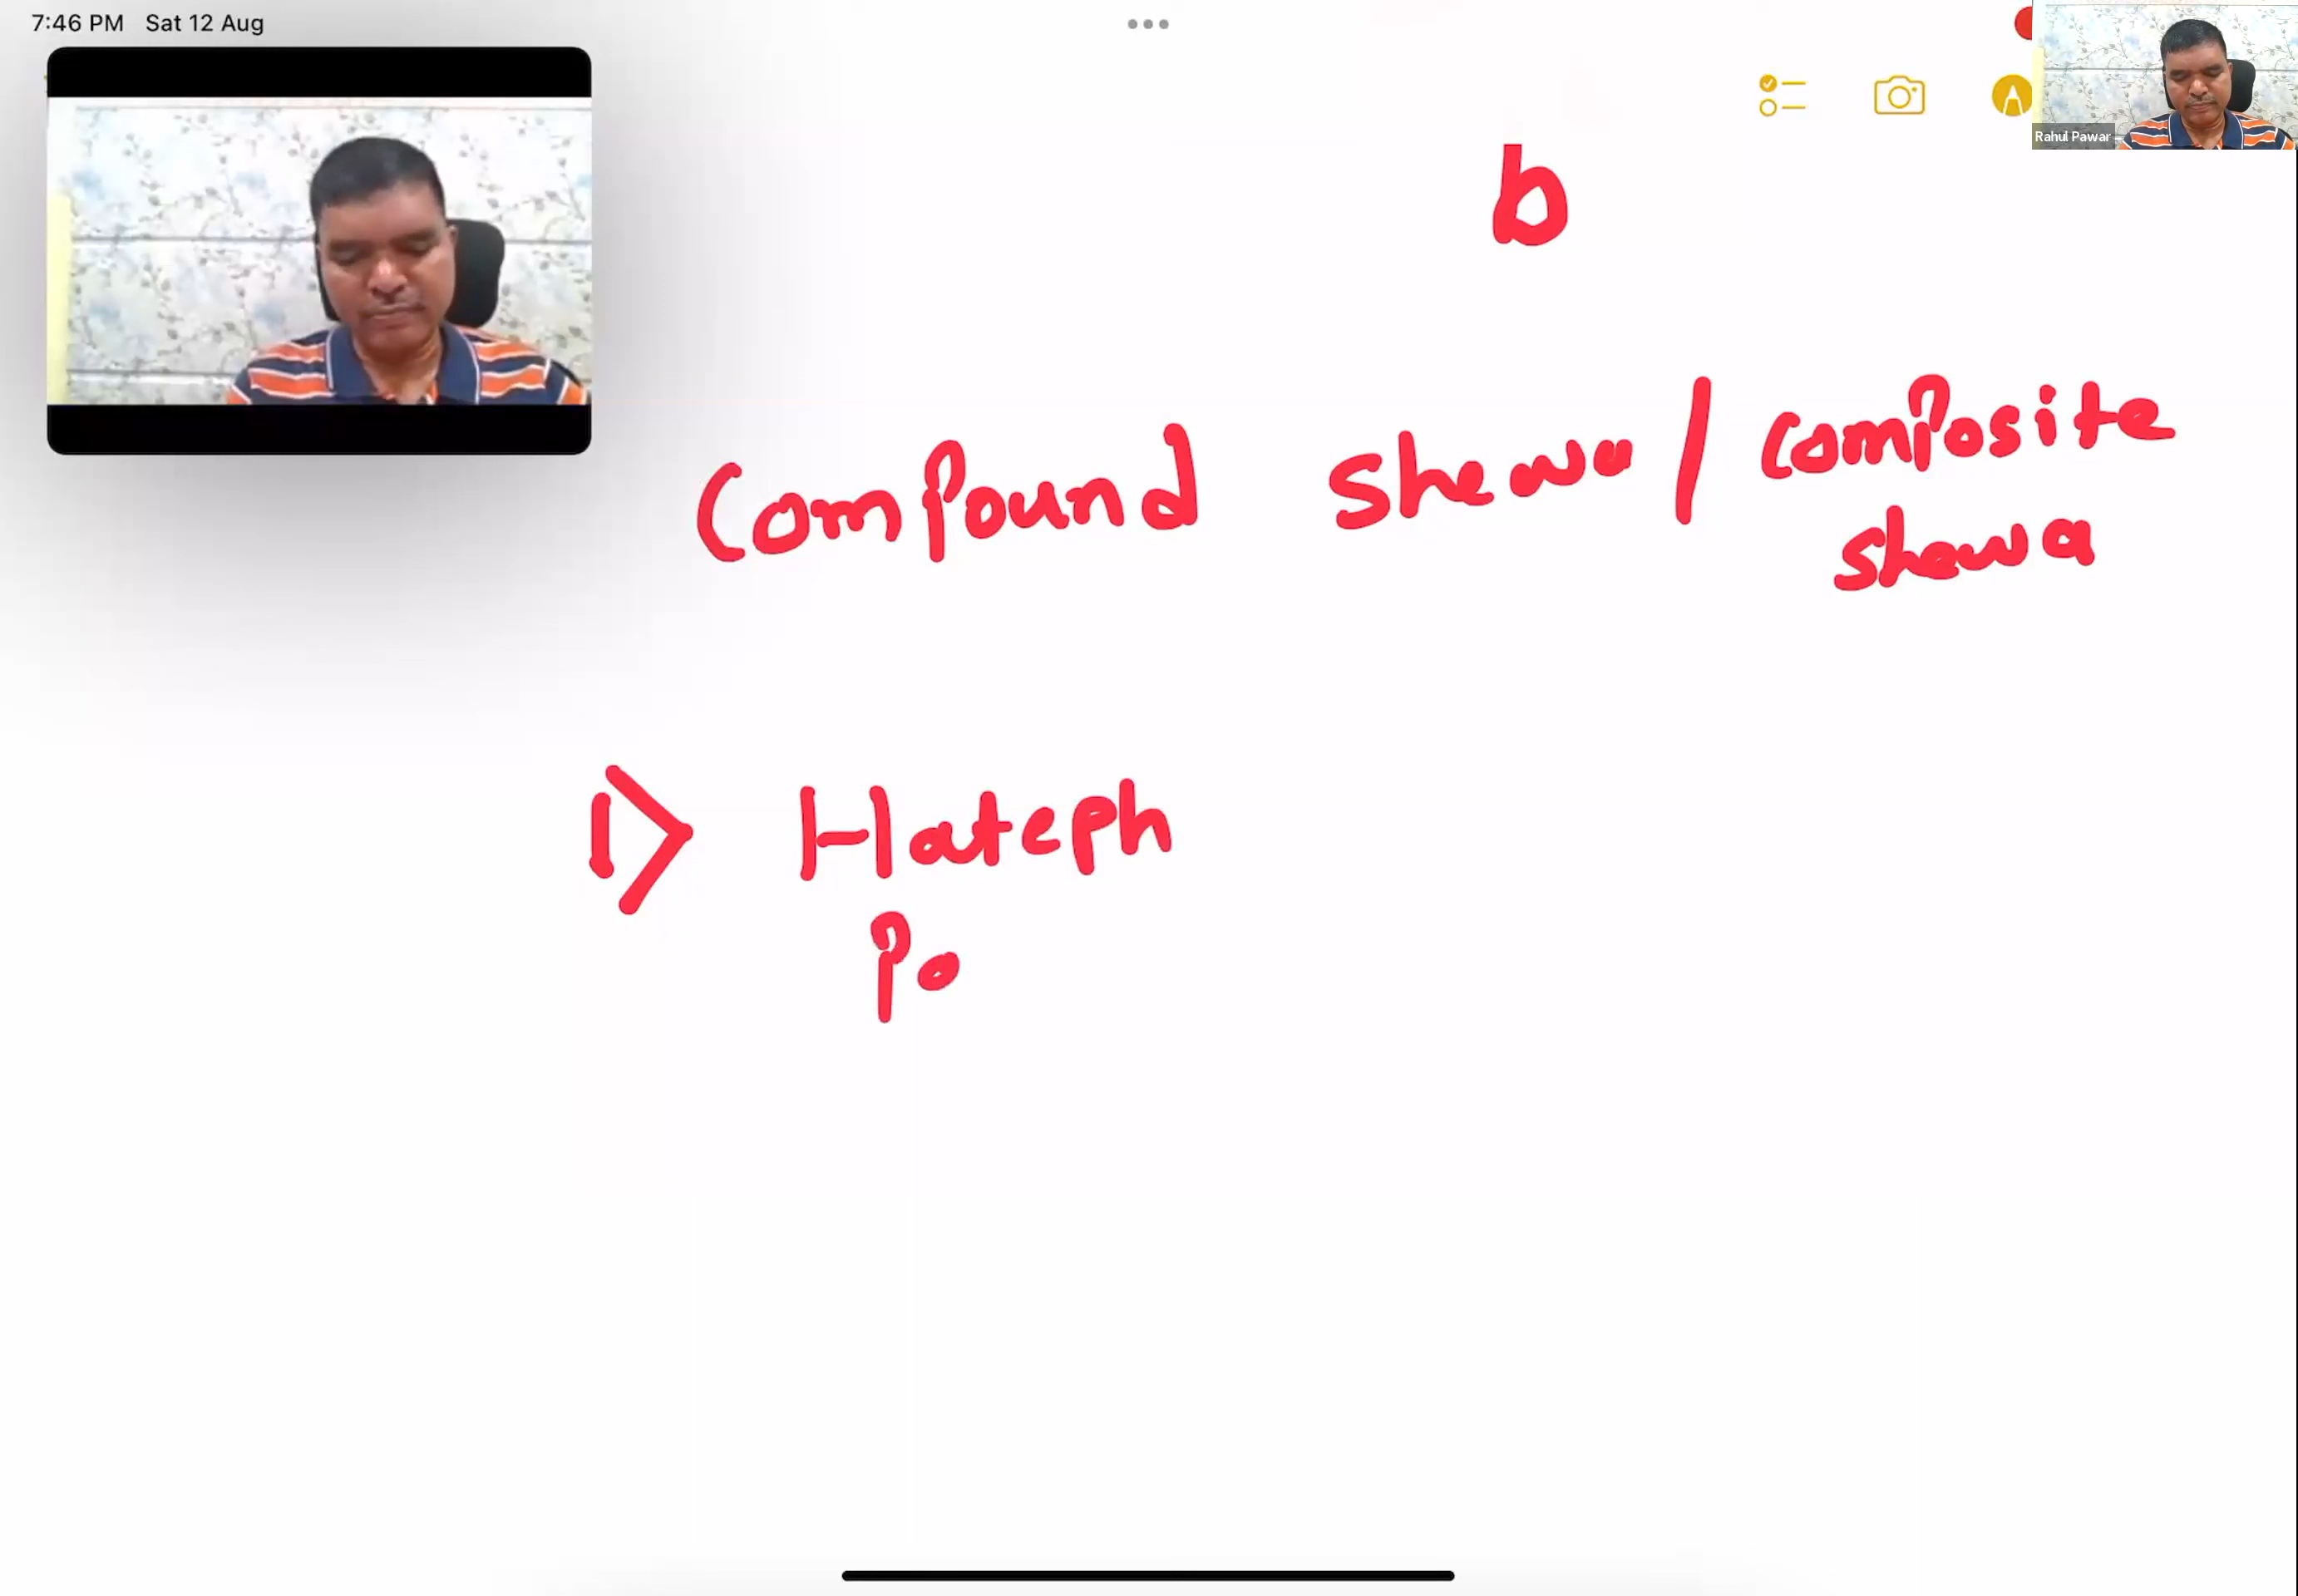 7:46 PM Sat 12 Aug
Rahul Pawar
b
Compound Shewa / Composite
shewa
1> Hateph
Po